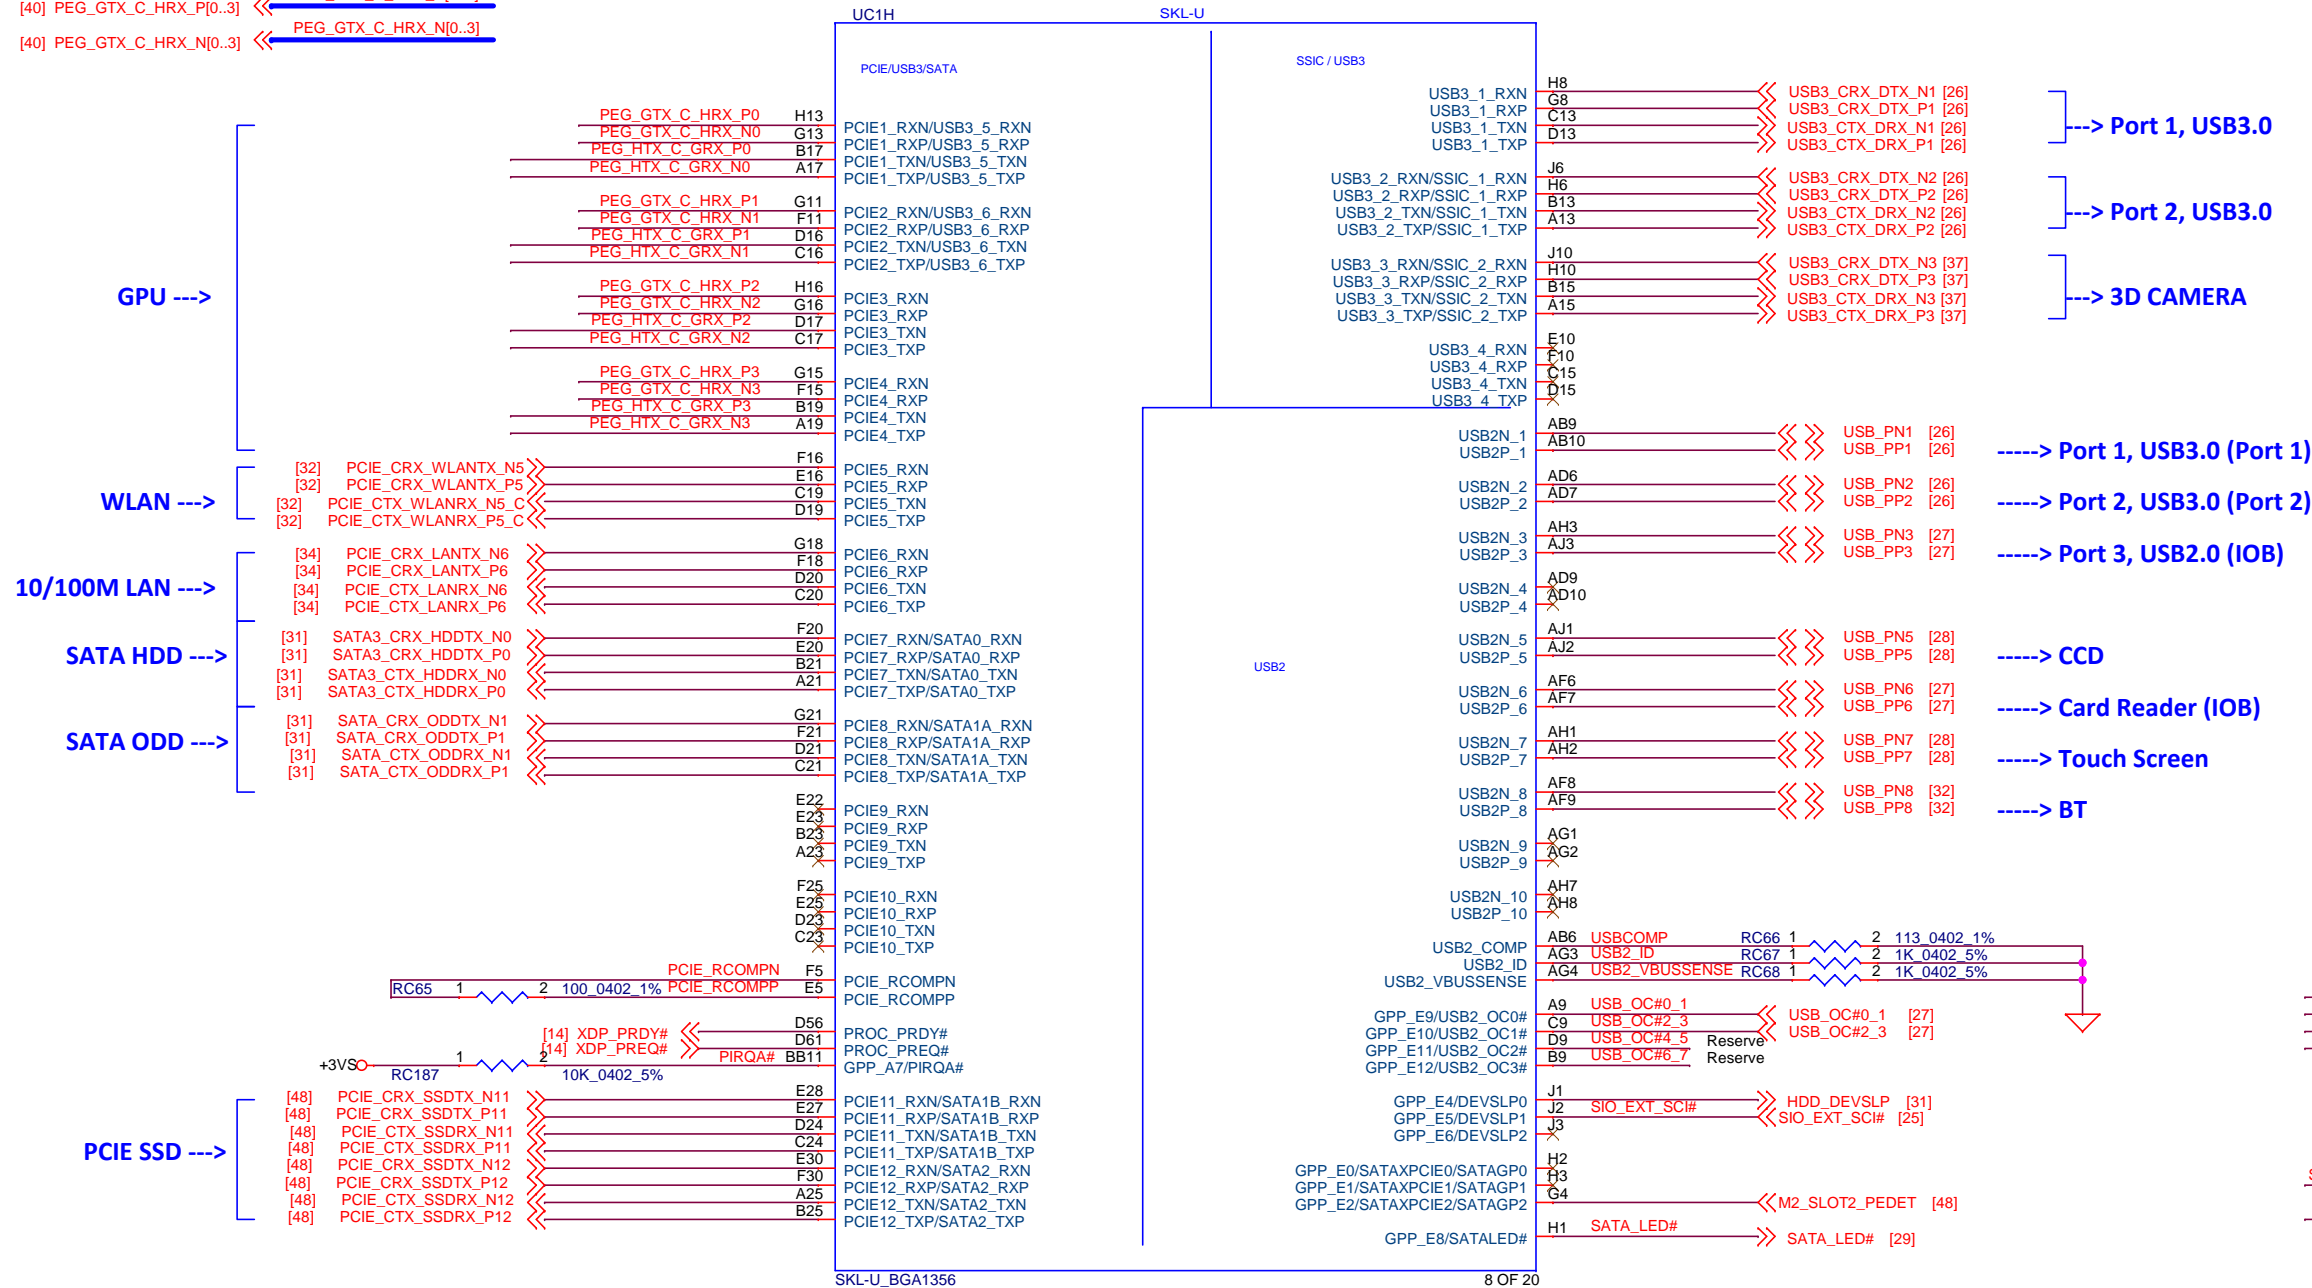 [40] PEG_GTX_C_HRX_P[0..3]
[40] PEG_GTX_C_HRX_N[0..3]
PEG_GTX_C_HRX_N[0..3]
UC1H
SKL-U
PCIE/USB3/SATA
SSIC / USB3
USB2
GPU --->
PEG_GTX_C_HRX_P0 H13 PCIE1_RXN/USB3_5_RXN
PEG_GTX_C_HRX_N0 G13 PCIE1_RXP/USB3_5_RXP
PEG_HTX_C_GRX_P0 B17 PCIE1_TXN/USB3_5_TXN
PEG_HTX_C_GRX_N0 A17 PCIE1_TXP/USB3_5_TXP
PEG_GTX_C_HRX_P1 G11 PCIE2_RXN/USB3_6_RXN
PEG_GTX_C_HRX_N1 F11 PCIE2_RXP/USB3_6_RXP
PEG_HTX_C_GRX_P1 D16 PCIE2_TXN/USB3_6_TXN
PEG_HTX_C_GRX_N1 C16 PCIE2_TXP/USB3_6_TXP
PEG_GTX_C_HRX_P2 H16 PCIE3_RXN
PEG_GTX_C_HRX_N2 G16 PCIE3_RXP
PEG_HTX_C_GRX_P2 D17 PCIE3_TXN
PEG_HTX_C_GRX_N2 C17 PCIE3_TXP
PEG_GTX_C_HRX_P3 G15 PCIE4_RXN
PEG_GTX_C_HRX_N3 F15 PCIE4_RXP
PEG_HTX_C_GRX_P3 B19 PCIE4_TXN
PEG_HTX_C_GRX_N3 A19 PCIE4_TXP
WLAN --->
[32] PCIE_CRX_WLANTX_N5 F16 PCIE5_RXN
[32] PCIE_CRX_WLANTX_P5 E16 PCIE5_RXP
[32] PCIE_CTX_WLANRX_N5_C C19 PCIE5_TXN
[32] PCIE_CTX_WLANRX_P5_C D19 PCIE5_TXP
10/100M LAN --->
[34] PCIE_CRX_LANTX_N6 G18 PCIE6_RXN
[34] PCIE_CRX_LANTX_P6 F18 PCIE6_RXP
[34] PCIE_CTX_LANRX_N6 D20 PCIE6_TXN
[34] PCIE_CTX_LANRX_P6 C20 PCIE6_TXP
SATA HDD --->
[31] SATA3_CRX_HDDTX_N0 F20 PCIE7_RXN/SATA0_RXN
[31] SATA3_CRX_HDDTX_P0 E20 PCIE7_RXP/SATA0_RXP
[31] SATA3_CTX_HDDRX_N0 B21 PCIE7_TXN/SATA0_TXN
[31] SATA3_CTX_HDDRX_P0 A21 PCIE7_TXP/SATA0_TXP
SATA ODD --->
[31] SATA_CRX_ODDTX_N1 G21 PCIE8_RXN/SATA1A_RXN
[31] SATA_CRX_ODDTX_P1 F21 PCIE8_RXP/SATA1A_RXP
[31] SATA_CTX_ODDRX_N1 D21 PCIE8_TXN/SATA1A_TXN
[31] SATA_CTX_ODDRX_P1 C21 PCIE8_TXP/SATA1A_TXP
E22 PCIE9_RXN
E23 PCIE9_RXP
B23 PCIE9_TXN
A23 PCIE9_TXP
F25 PCIE10_RXN
E25 PCIE10_RXP
D23 PCIE10_TXN
C23 PCIE10_TXP
PCIE_RCOMPN F5 PCIE_RCOMPN
RC65 1 2 100_0402_1% PCIE_RCOMPP E5 PCIE_RCOMPP
[14] XDP_PRDY# D56 PROC_PRDY#
[14] XDP_PREQ# D61 PROC_PREQ#
+3VS 1 2 PIRQA# BB11 GPP_A7/PIRQA#
RC187 10K_0402_5%
PCIE SSD --->
[48] PCIE_CRX_SSDTX_N11 E28 PCIE11_RXN/SATA1B_RXN
[48] PCIE_CRX_SSDTX_P11 E27 PCIE11_RXP/SATA1B_RXP
[48] PCIE_CTX_SSDRX_N11 D24 PCIE11_TXN/SATA1B_TXN
[48] PCIE_CTX_SSDRX_P11 C24 PCIE11_TXP/SATA1B_TXP
[48] PCIE_CRX_SSDTX_N12 E30 PCIE12_RXN/SATA2_RXN
[48] PCIE_CRX_SSDTX_P12 F30 PCIE12_RXP/SATA2_RXP
[48] PCIE_CTX_SSDRX_N12 A25 PCIE12_TXN/SATA2_TXN
[48] PCIE_CTX_SSDRX_P12 B25 PCIE12_TXP/SATA2_TXP
USB3_1_RXN H8 USB3_CRX_DTX_N1 [26]
USB3_1_RXP G8 USB3_CRX_DTX_P1 [26]
USB3_1_TXN C13 USB3_CTX_DRX_N1 [26]
USB3_1_TXP D13 USB3_CTX_DRX_P1 [26]
---> Port 1, USB3.0
USB3_2_RXN/SSIC_1_RXN J6 USB3_CRX_DTX_N2 [26]
USB3_2_RXP/SSIC_1_RXP H6 USB3_CRX_DTX_P2 [26]
USB3_2_TXN/SSIC_1_TXN B13 USB3_CTX_DRX_N2 [26]
USB3_2_TXP/SSIC_1_TXP A13 USB3_CTX_DRX_P2 [26]
---> Port 2, USB3.0
USB3_3_RXN/SSIC_2_RXN J10 USB3_CRX_DTX_N3 [37]
USB3_3_RXP/SSIC_2_RXP H10 USB3_CRX_DTX_P3 [37]
USB3_3_TXN/SSIC_2_TXN B15 USB3_CTX_DRX_N3 [37]
USB3_3_TXP/SSIC_2_TXP A15 USB3_CTX_DRX_P3 [37]
---> 3D CAMERA
USB3_4_RXN E10
USB3_4_RXP F10
USB3_4_TXN C15
USB3_4_TXP D15
USB2N_1 AB9 USB_PN1 [26]
USB2P_1 AB10 USB_PP1 [26]
-----> Port 1, USB3.0 (Port 1)
USB2N_2 AD6 USB_PN2 [26]
USB2P_2 AD7 USB_PP2 [26]
-----> Port 2, USB3.0 (Port 2)
USB2N_3 AH3 USB_PN3 [27]
USB2P_3 AJ3 USB_PP3 [27]
-----> Port 3, USB2.0 (IOB)
USB2N_4 AD9
USB2P_4 AD10
USB2N_5 AJ1 USB_PN5 [28]
USB2P_5 AJ2 USB_PP5 [28]
-----> CCD
USB2N_6 AF6 USB_PN6 [27]
USB2P_6 AF7 USB_PP6 [27]
-----> Card Reader (IOB)
USB2N_7 AH1 USB_PN7 [28]
USB2P_7 AH2 USB_PP7 [28]
-----> Touch Screen
USB2N_8 AF8 USB_PN8 [32]
USB2P_8 AF9 USB_PP8 [32]
-----> BT
USB2N_9 AG1
USB2P_9 AG2
USB2N_10 AH7
USB2P_10 AH8
USB2_COMP AB6 USBCOMP RC66 1 2 113_0402_1%
USB2_ID AG3 USB2_ID RC67 1 2 1K_0402_5%
USB2_VBUSSENSE AG4 USB2_VBUSSENSE RC68 1 2 1K_0402_5%
GPP_E9/USB2_OC0# A9 USB_OC#0_1 USB_OC#0_1 [27]
GPP_E10/USB2_OC1# C9 USB_OC#2_3 USB_OC#2_3 [27]
GPP_E11/USB2_OC2# D9 USB_OC#4_5 Reserve
GPP_E12/USB2_OC3# B9 USB_OC#6_7 Reserve
GPP_E4/DEVSLP0 J1 HDD_DEVSLP [31]
GPP_E5/DEVSLP1 J2 SIO_EXT_SCI# SIO_EXT_SCI# [25]
GPP_E6/DEVSLP2 J3
GPP_E0/SATAXPCIE0/SATAGP0 H2
GPP_E1/SATAXPCIE1/SATAGP1 H3
GPP_E2/SATAXPCIE2/SATAGP2 G4 M2_SLOT2_PEDET [48]
GPP_E8/SATALED# H1 SATA_LED# SATA_LED# [29]
SKL-U_BGA1356
8 OF 20